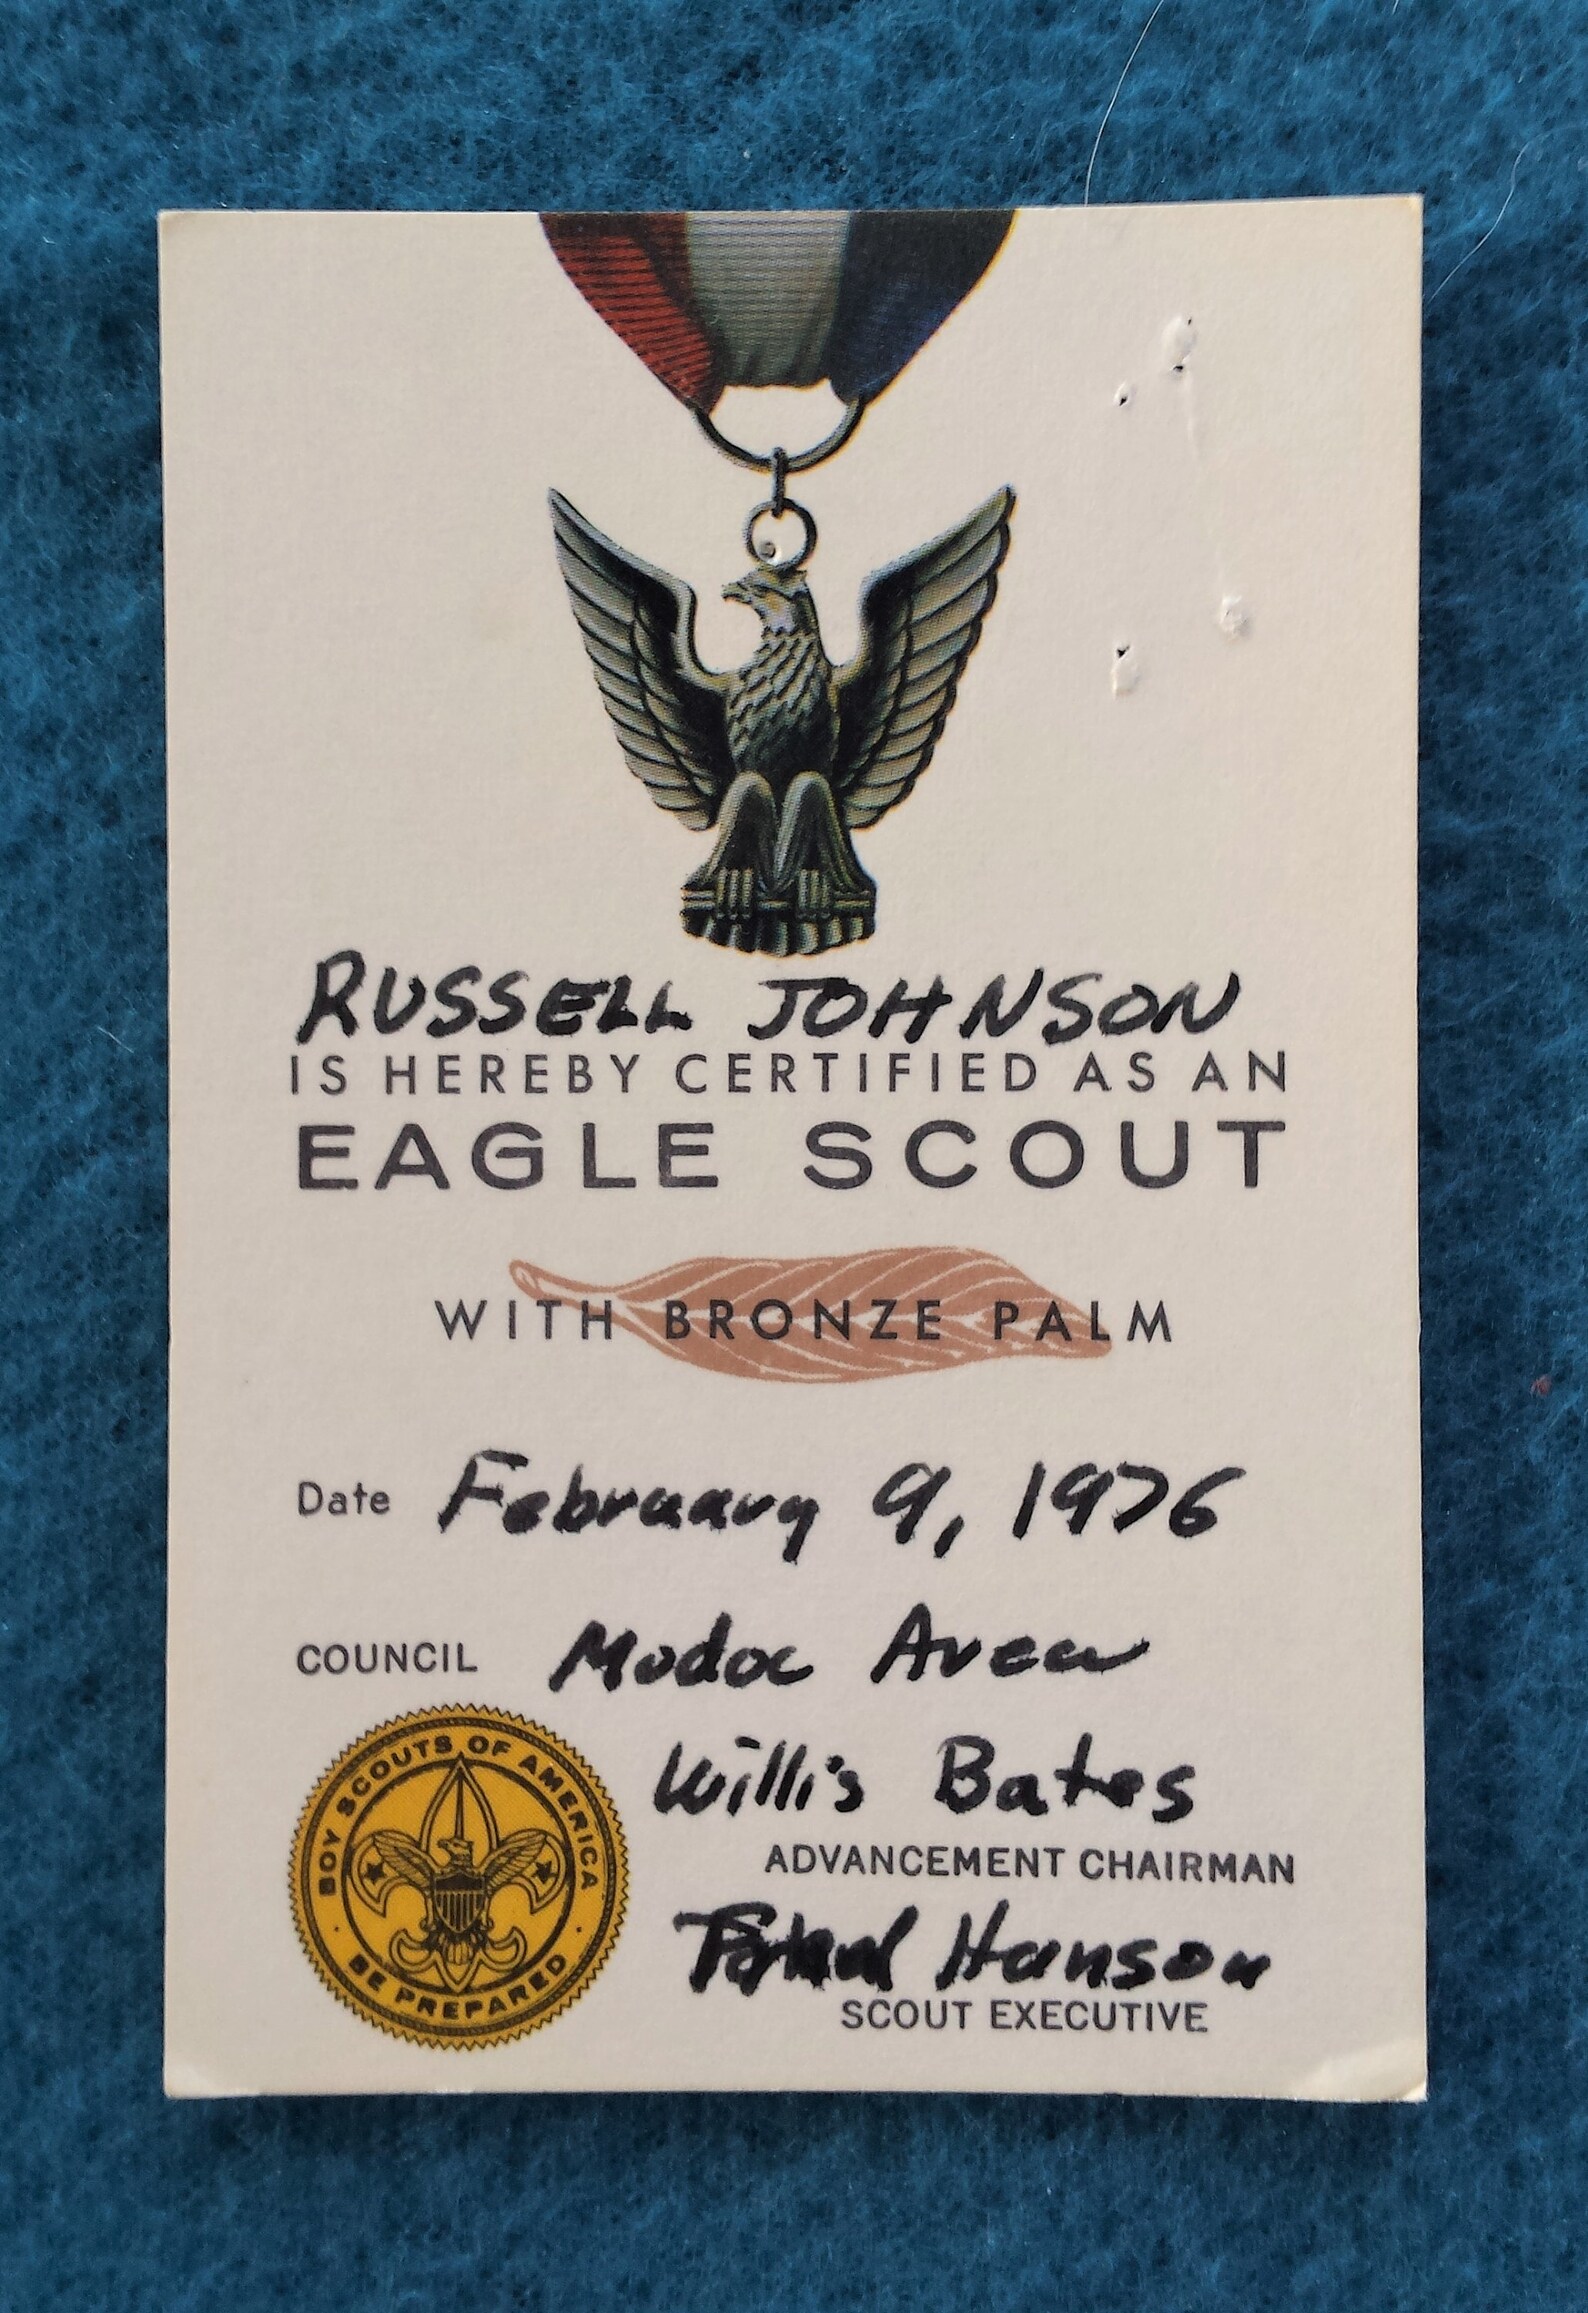 RUSSELL JOHNSON
IS HEREBY CERTIFIED AS AN
EAGLE SCOUT
WITH BRONZE PALM
Date February 9, 1976
COUNCIL Modoc Area
Willis Bates
ADVANCEMENT CHAIRMAN
Hanson
SCOUT EXECUTIVE
BOY SCOUTS OF AMERICA
BE PREPARED